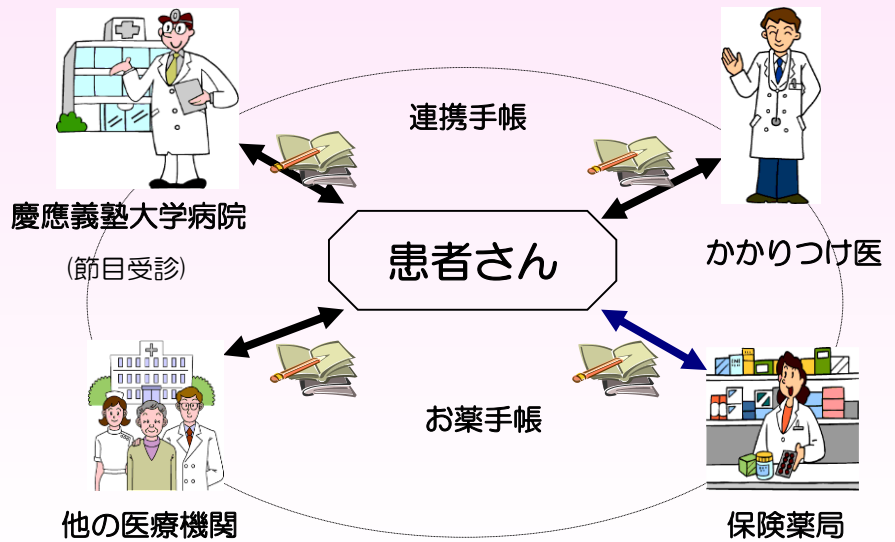 連携手帳
慶應義塾大学病院
(節目受診)
かかりつけ医
患者さん
お薬手帳
他の医療機関
保険薬局